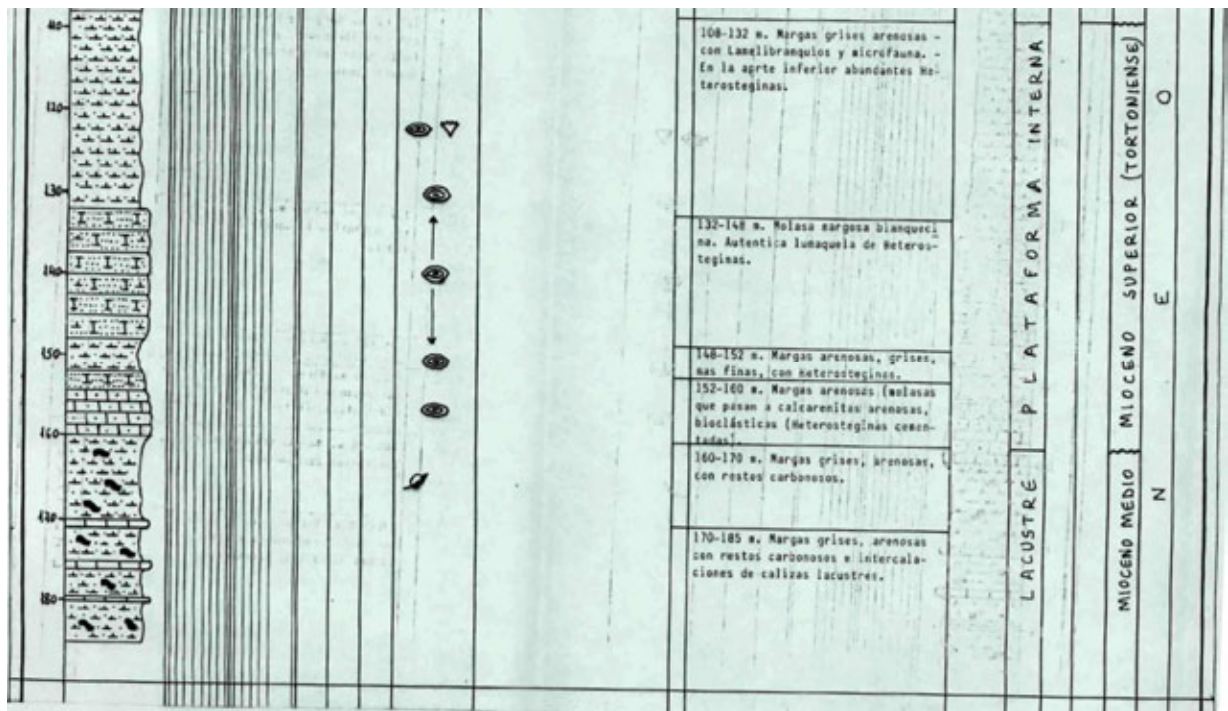 110
120
130
140
150
160
170
180
108-132 m. Margas grises arenosas -
con Lamelibranquios y microfauna. -
En la aprte inferior abundantes He-
terosteginas.
132-148 m. Molasa margosa blanqueci
na. Autentica lumaquela de Heteros-
teginas.
148-152 m. Margas arenosas, grises,
mas finas, con Heterosteginas.
152-160 m. Margas arenosas (molasas
que pasan a calcarenitas arenosas,
bioclásticas (Heterosteginas cemen-
tadas).
160-170 m. Margas grises, arenosas,
con restos carbonosos.
170-185 m. Margas grises, arenosas
con restos carbonosos e intercala-
ciones de calizas lacustres.
PLATAFORMA INTERNA
LACUSTRE
MIOCENO SUPERIOR (TORTONIENSE)
MIOCENO MEDIO
N E O